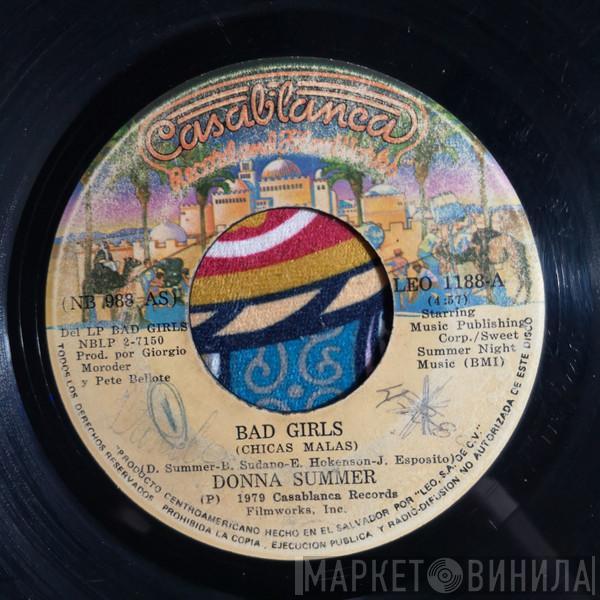 Casablanca
Record and FilmWorks
(NB 988 AS)
LEO 1188-A
(4:57)
Del LP BAD GIRLS
NBLP 2-7150
Prod. por Giorgio
Moroder
y Pete Bellote
Starring
Music Publishing
Corp./Sweet
Summer Night
Music (BMI)
BAD GIRLS
(CHICAS MALAS)
(D. Summer-B. Sudano-E. Hokenson-J. Esposito)
DONNA SUMMER
(P) 1979 Casablanca Records
Filmworks, Inc.
TODOS LOS DERECHOS RESERVADOS. PROHIBIDA LA COPIA, EJECUCION PUBLICA Y RADIO-DIFUSION NO AUTORIZADA DE ESTE DISCO
"PRODUCTO CENTROAMERICANO HECHO EN EL SALVADOR POR "LEO, S.A. DE C.V."
МАРКЕТ ВИНИЛА